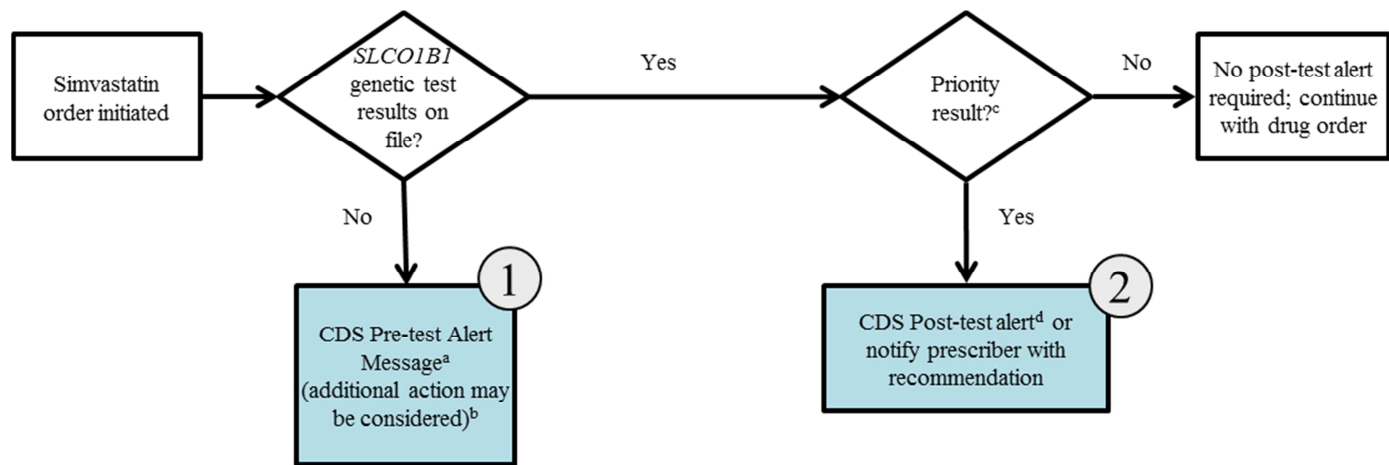 Simvastatin
order initiated
SLCO1B1
genetic test
results on
file?
Yes
Priority
result?ᶜ
No
No post-test alert
required; continue
with drug order
No
Yes
1
CDS Pre-test Alert
Messageᵃ
(additional action may
be considered)ᵇ
2
CDS Post-test alertᵈ or
notify prescriber with
recommendation